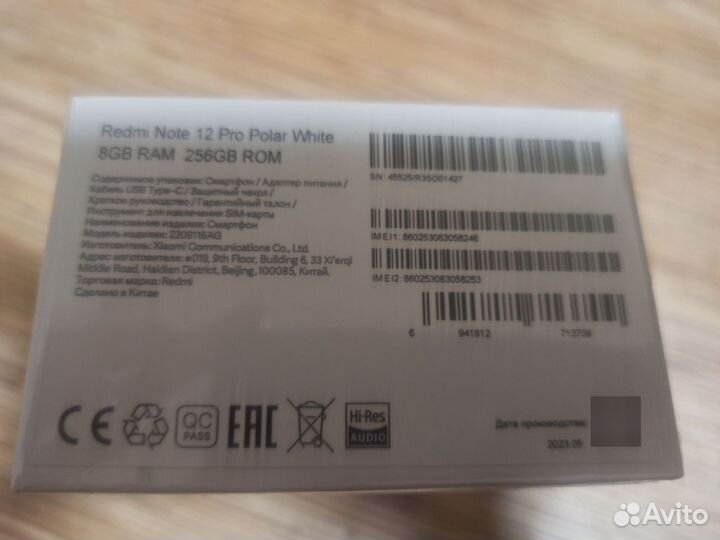 Redmi Note 12 Pro Polar White
8GB RAM 256GB ROM
Содержимое упаковки: Смартфон / Адаптер питания /
Кабель USB Type-C / Защитный чехол /
Краткое руководство / Гарантийный талон /
Инструмент для извлечения SIM-карты
Наименование изделия: Смартфон
Модель изделия: 2209116AG
Изготовитель: Xiaomi Communications Co., Ltd.
Адрес изготовителя: #019, 9th Floor, Building 6, 33 Xi'erqi
Middle Road, Haidian District, Beijing, 100085, Китай.
Торговая марка: Redmi
Сделано в Китае
SN: 45525/R3SD01427
IMEI1: 860253063058246
IMEI2: 860253063058253
6 941812 713709
CE
QC PASS
EAC
Hi-Res
AUDIO
Дата производства:
2023.05
Avito